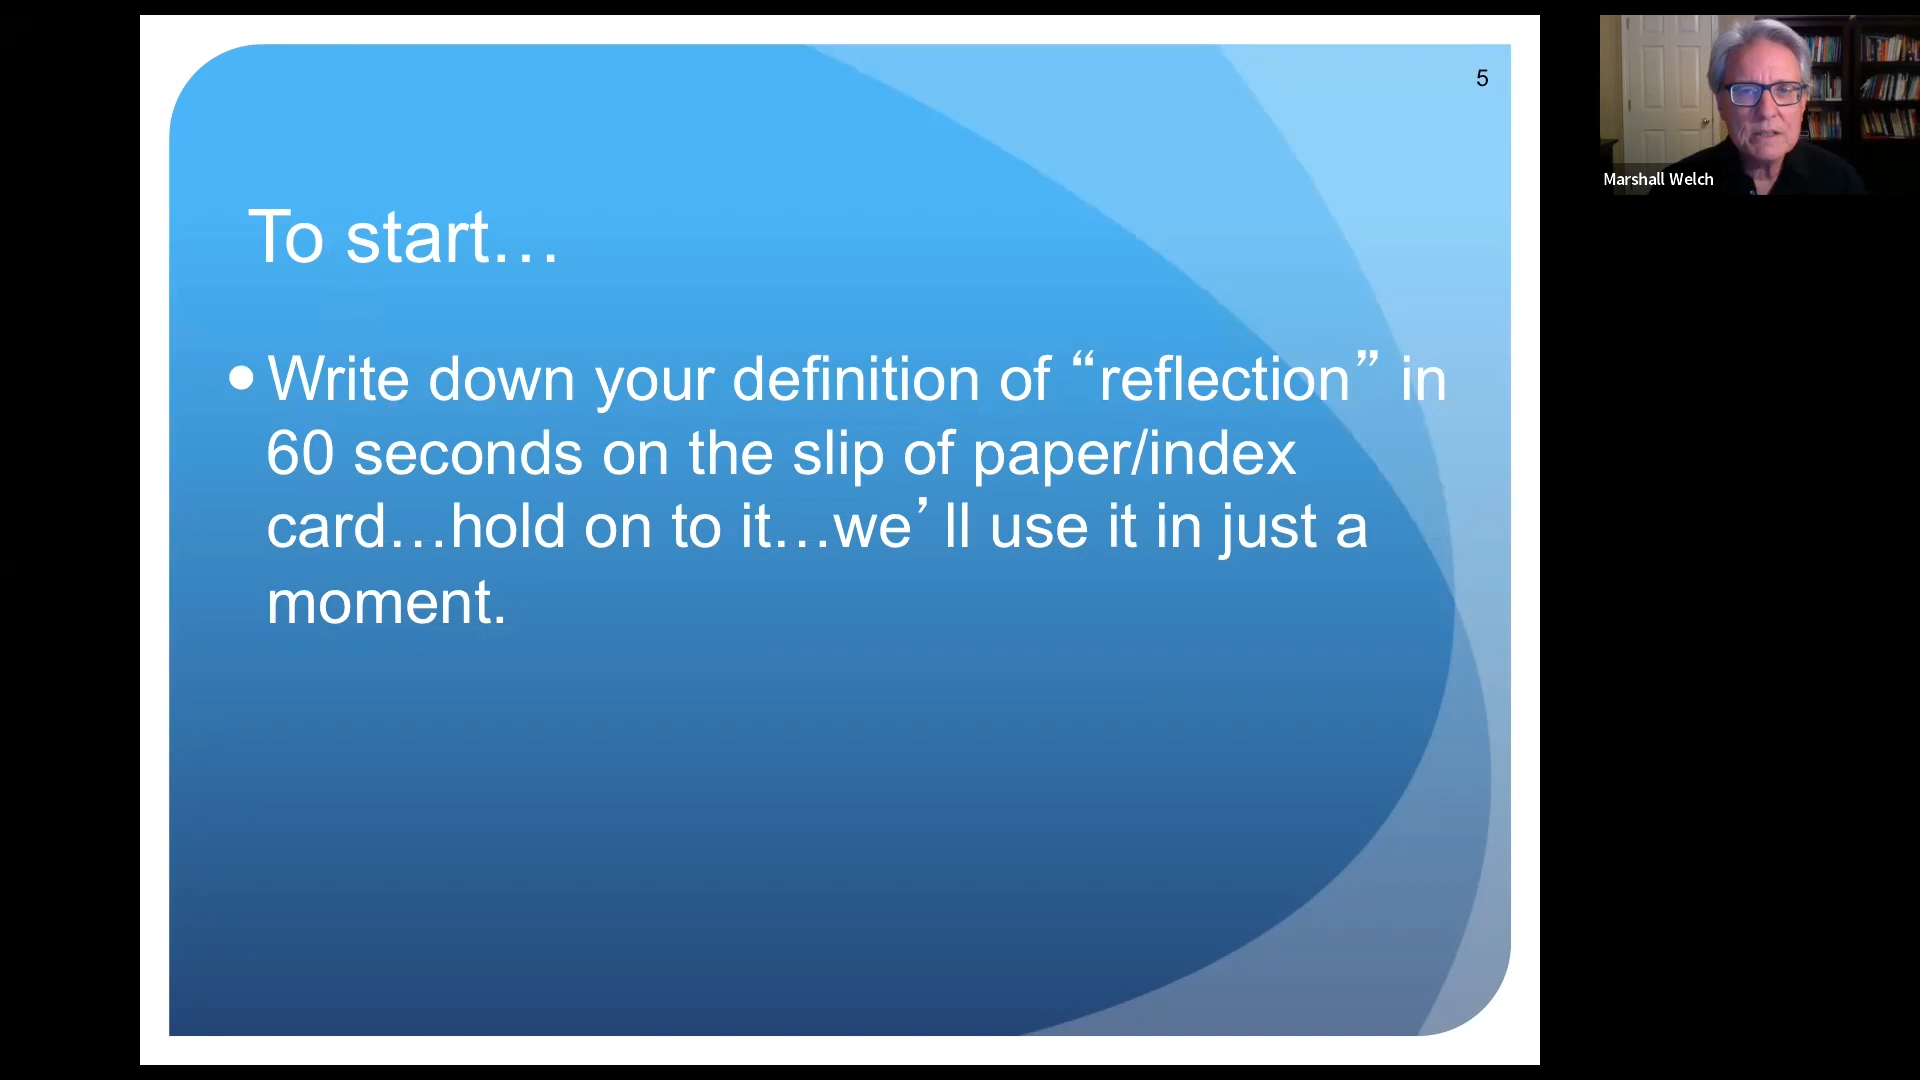 5
To start…
•Write down your definition of “reflection” in
60 seconds on the slip of paper/index
card…hold on to it…we’ll use it in just a
moment.
Marshall Welch